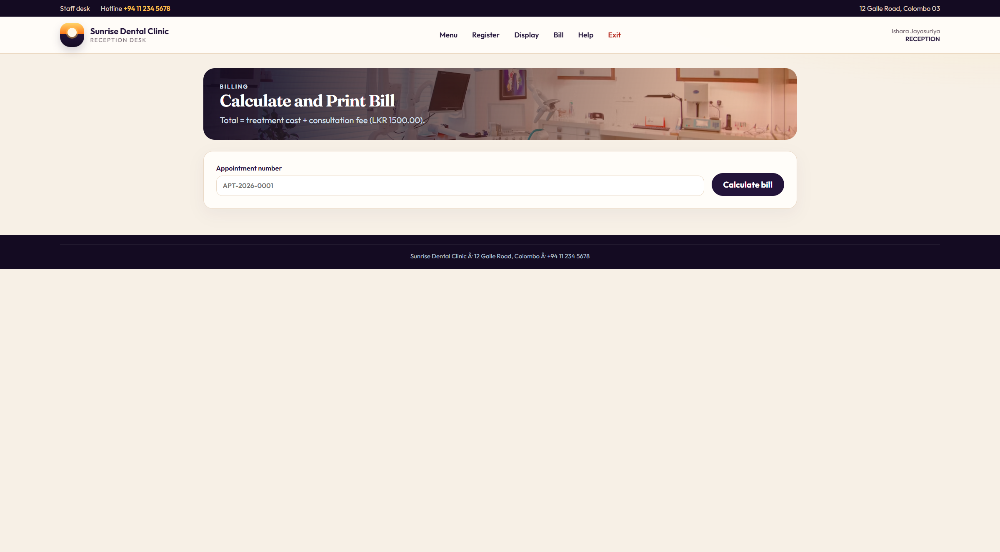 Staff desk Hotline +94 11 234 5678 12 Galle Road, Colombo 03
Sunrise Dental Clinic
RECEPTION DESK
Menu Register Display Bill Help Exit
Ishara Jayasuriya
RECEPTION
BILLING
Calculate and Print Bill
Total = treatment cost + consultation fee (LKR 1500.00).
Appointment number
APT-2026-0001
Calculate bill
Sunrise Dental Clinic Â· 12 Galle Road, Colombo Â· +94 11 234 5678